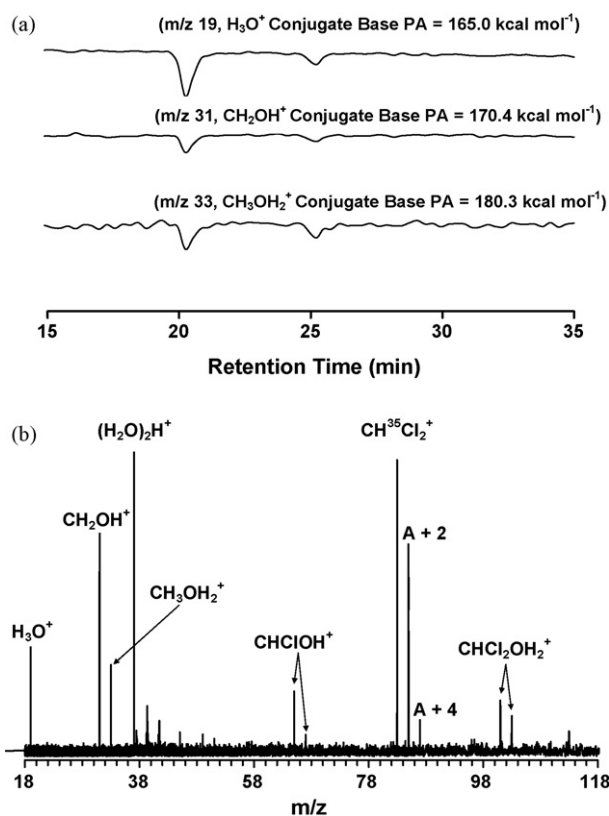 (a)
(m/z 19, H₃O⁺ Conjugate Base PA = 165.0 kcal mol⁻¹)
(m/z 31, CH₂OH⁺ Conjugate Base PA = 170.4 kcal mol⁻¹)
(m/z 33, CH₃OH₂⁺ Conjugate Base PA = 180.3 kcal mol⁻¹)
15 20 25 30 35
Retention Time (min)
(b)
(H₂O)₂H⁺
CH³⁵Cl₂⁺
CH₂OH⁺
A + 2
CH₃OH₂⁺
H₃O⁺
CHClOH⁺
CHCl₂OH₂⁺
A + 4
18 38 58 78 98 118
m/z